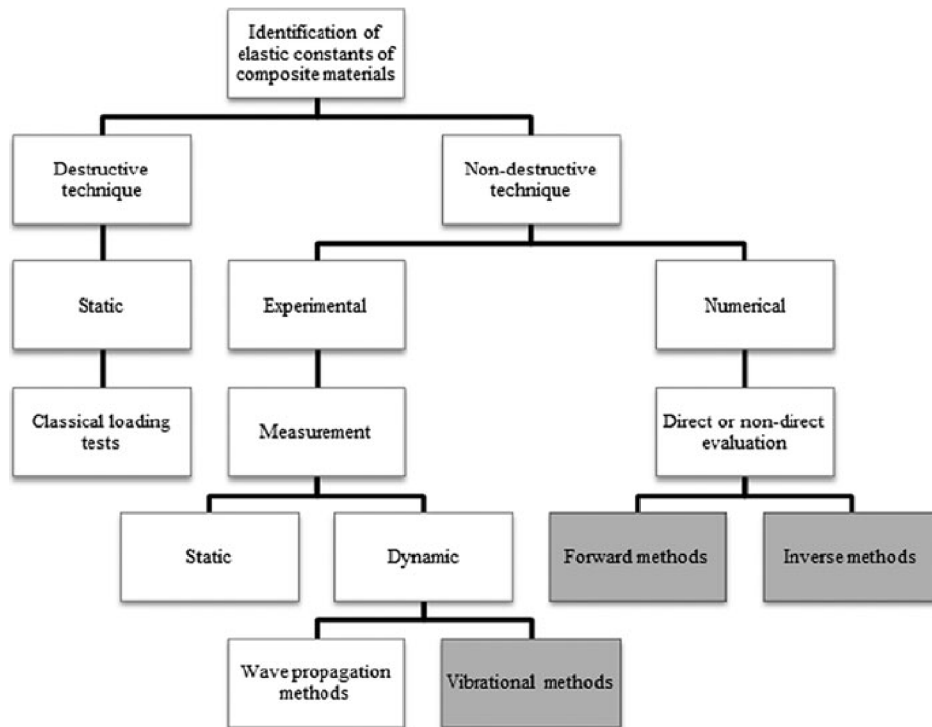 Identification of
elastic constants of
composite materials
Destructive
technique
Non-destructive
technique
Static
Experimental
Numerical
Classical loading
tests
Measurement
Direct or non-direct
evaluation
Static
Dynamic
Forward methods
Inverse methods
Wave propagation
methods
Vibrational methods